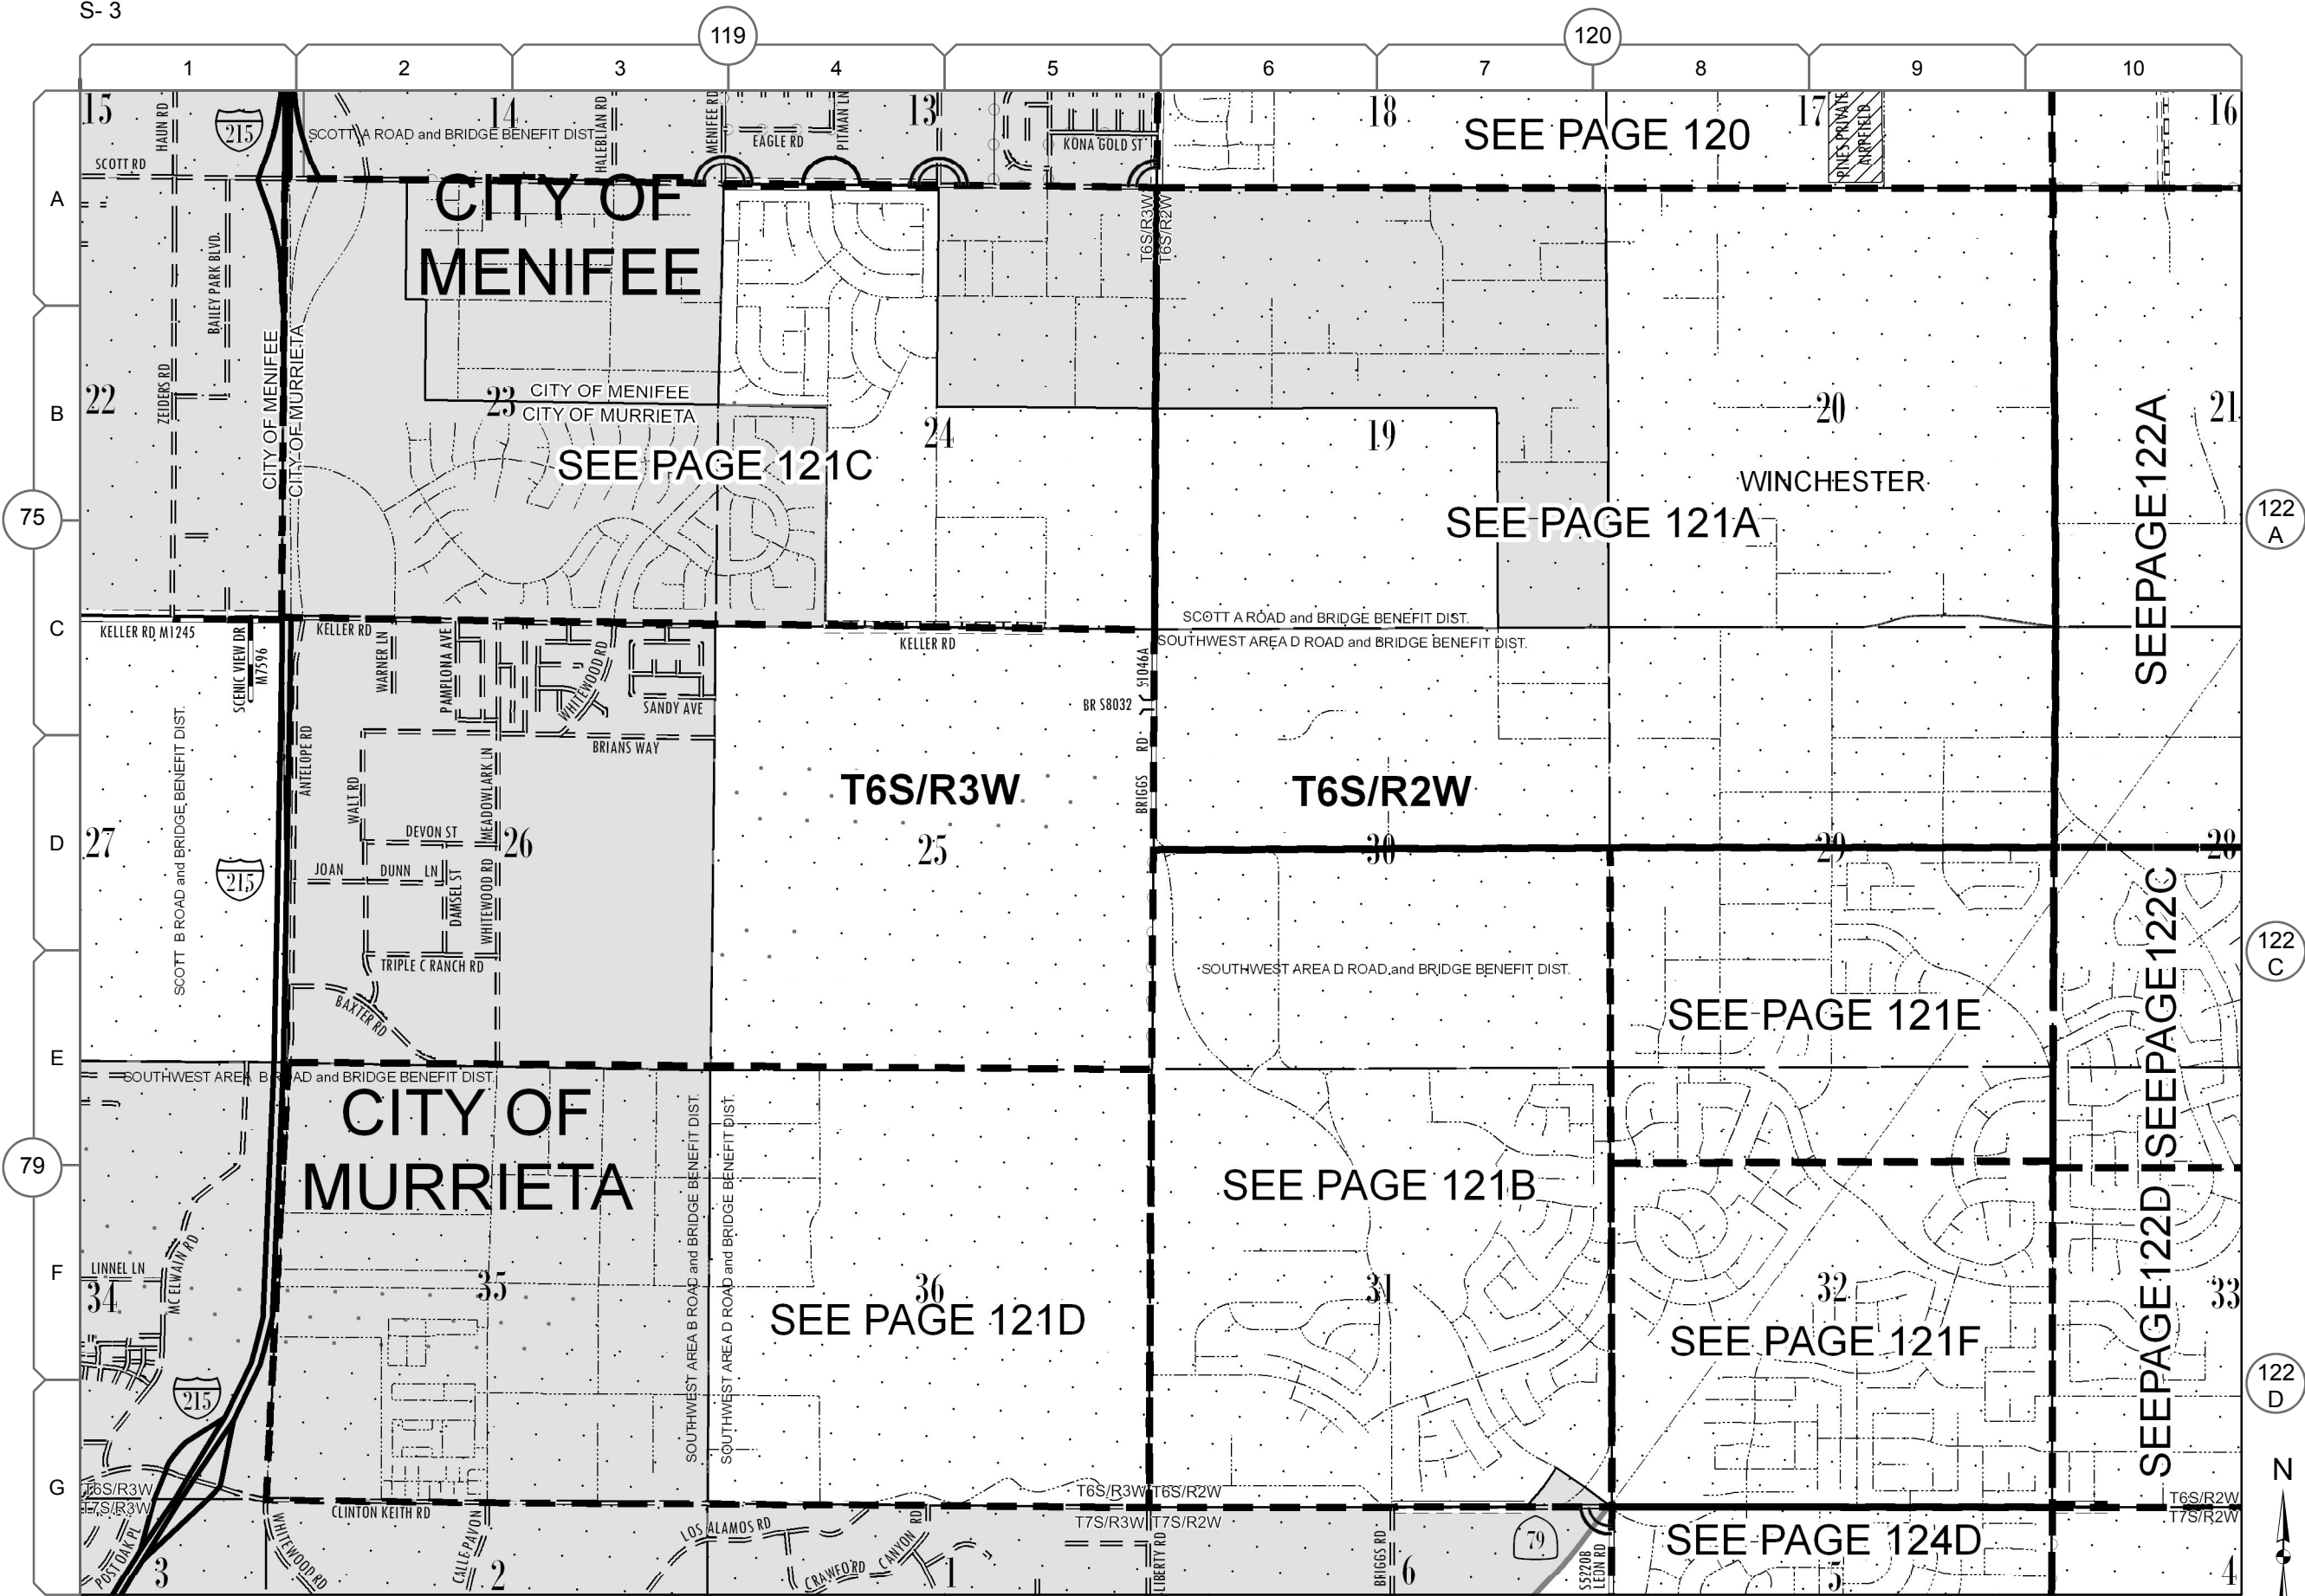 S- 3
119
120
1
2
3
4
5
6
7
8
9
10
A
B
C
D
E
F
G
75
79
122
A
122
C
122
D
N
15
HAUN RD
215
14
SCOTT A ROAD and BRIDGE BENEFIT DIST.
HALEBLIAN RD
MENIFEE RD
EAGLE RD
PITMAN LN
13
KONA GOLD ST
18
SEE PAGE 120
17
PINES PRIVATE
AIRFIELD
16
SCOTT RD
CITY OF
MENIFEE
T6S/R3W
T6S/R2W
BAILEY PARK BLVD.
ZEIDERS RD
22
CITY OF MENIFEE
CITY OF MURRIETA
23
CITY OF MENIFEE
CITY OF MURRIETA
SEE PAGE 121C
24
19
20
21
WINCHESTER
SEE PAGE 121A
SEEPAGE122A
KELLER RD M1245
SCENIC VIEW DR
M7596
KELLER RD
WARNER LN
PAMPLONA AVE
WHITEWOOD RD
SANDY AVE
KELLER RD
SCOTT A ROAD and BRIDGE BENEFIT DIST.
SOUTHWEST AREA D ROAD and BRIDGE BENEFIT DIST.
S1046A
BR S8032
BRIGGS RD
SCOTT B ROAD and BRIDGE BENEFIT DIST.
ANTELOPE RD
BRIANS WAY
WALT RD
MEADOWLARK LN
T6S/R3W
T6S/R2W
27
DEVON ST
26
25
30
29
28
215
JOAN DUNN LN
DAMSEL ST
WHITEWOOD RD
TRIPLE C RANCH RD
BAXTER RD
SOUTHWEST AREA D ROAD and BRIDGE BENEFIT DIST.
SEE PAGE 121E
SEEPAGE122C
SOUTHWEST AREA B ROAD and BRIDGE BENEFIT DIST.
CITY OF
MURRIETA
SOUTHWEST AREA B ROAD and BRIDGE BENEFIT DIST.
SOUTHWEST AREA D ROAD and BRIDGE BENEFIT DIST.
SEE PAGE 121B
LINNEL LN
MC ELWAIN RD
34
35
36
31
32
33
SEE PAGE 121D
SEE PAGE 121F
SEEPAGE122D
215
T6S/R3W
T7S/R3W
CLINTON KEITH RD
T6S/R3W
T6S/R2W
T7S/R3W
T7S/R2W
T6S/R2W
T7S/R2W
POST OAK PL
3
WHITEWOOD RD
CALLE PAVON
2
LOS ALAMOS RD
CRAWFORD CANYON RD
1
LIBERTY RD
BRIGGS RD
6
79
S5220B
LEON RD
SEE PAGE 124D
5
4